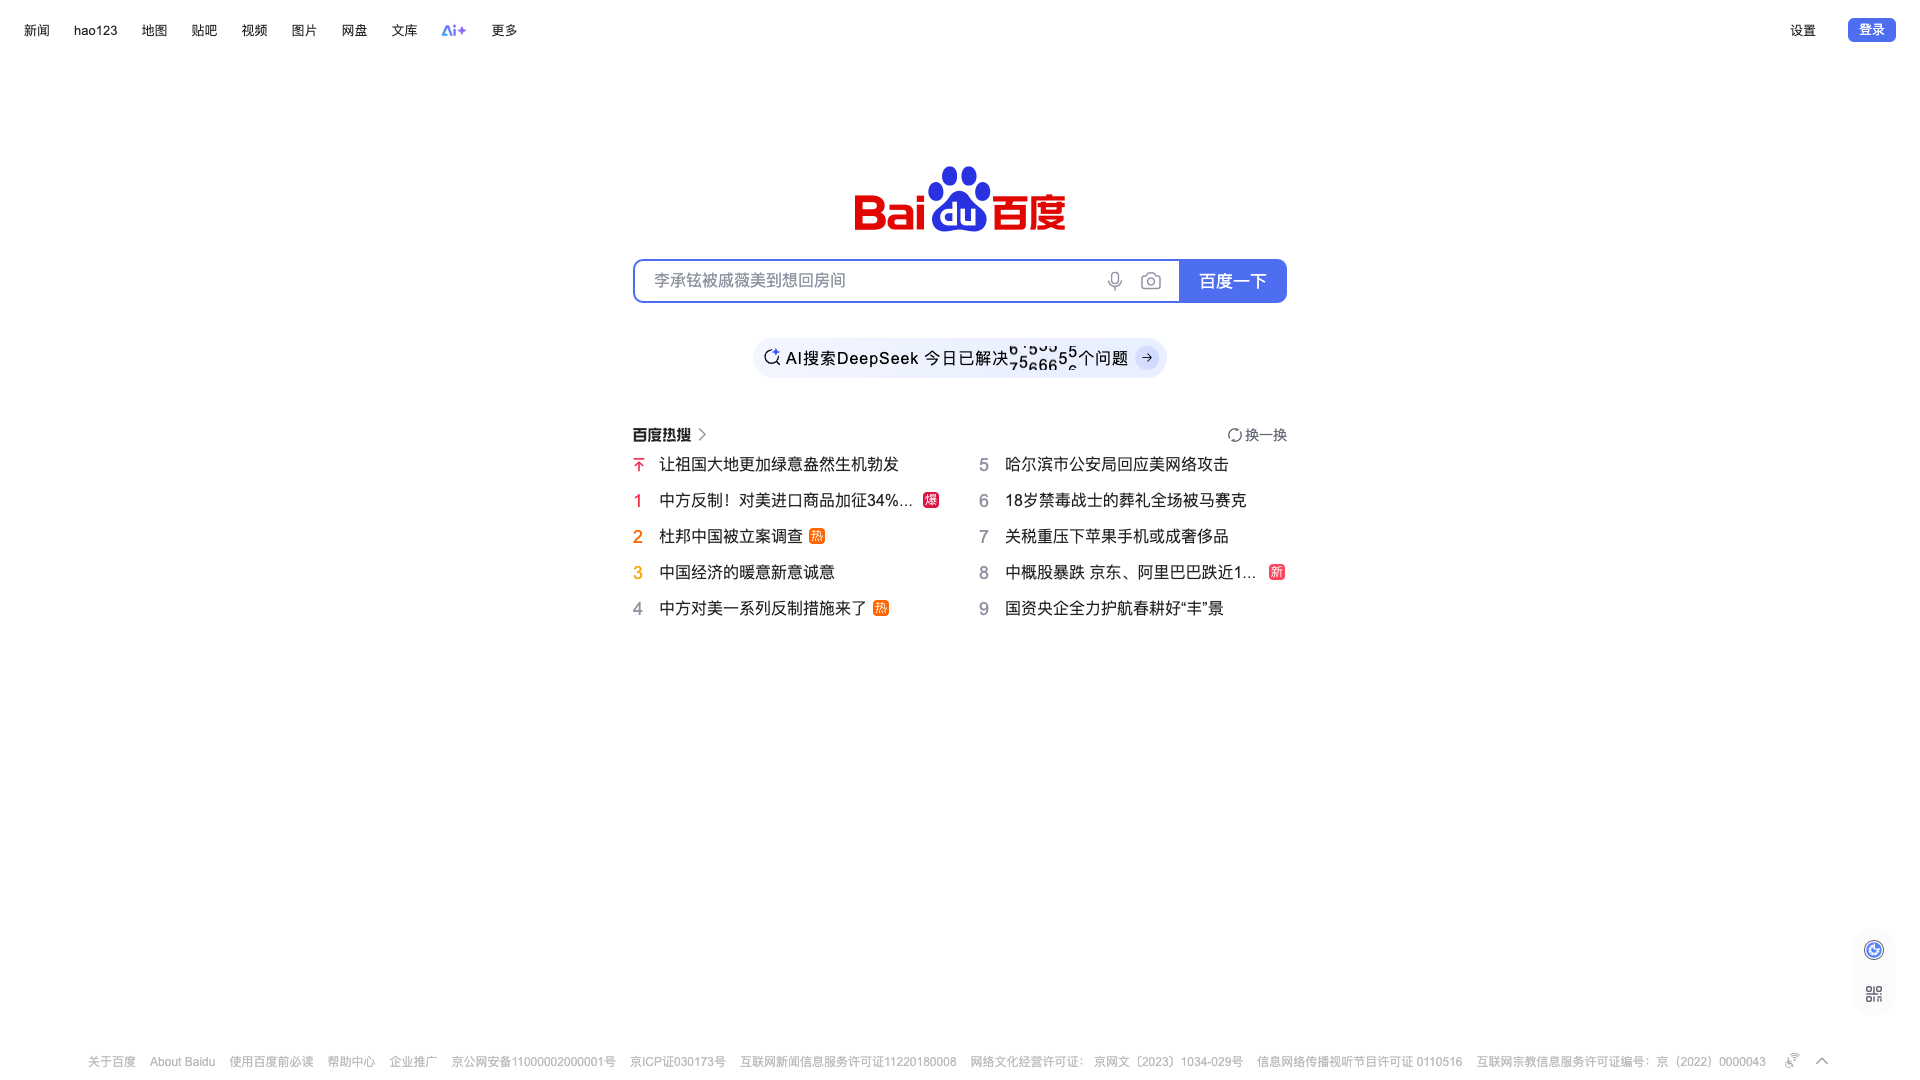 新闻 hao123 地图 贴吧 视频 图片 网盘 文库 Ai+ 更多 设置 登录
Bai du 百度
李承铉被戚薇美到想回房间 百度一下
AI搜索DeepSeek 今日已解决 个问题
百度热搜 换一换
让祖国大地更加绿意盎然生机勃发
1 中方反制！对美进口商品加征34%... 爆
2 杜邦中国被立案调查 热
3 中国经济的暖意新意诚意
4 中方对美一系列反制措施来了 热
5 哈尔滨市公安局回应美网络攻击
6 18岁禁毒战士的葬礼全场被马赛克
7 关税重压下苹果手机或成奢侈品
8 中概股暴跌 京东、阿里巴巴跌近1... 新
9 国资央企全力护航春耕好“丰”景
关于百度 About Baidu 使用百度前必读 帮助中心 企业推广 京公网安备11000002000001号 京ICP证030173号 互联网新闻信息服务许可证11220180008 网络文化经营许可证： 京网文〔2023〕1034-029号 信息网络传播视听节目许可证 0110516 互联网宗教信息服务许可证编号：京（2022）0000043